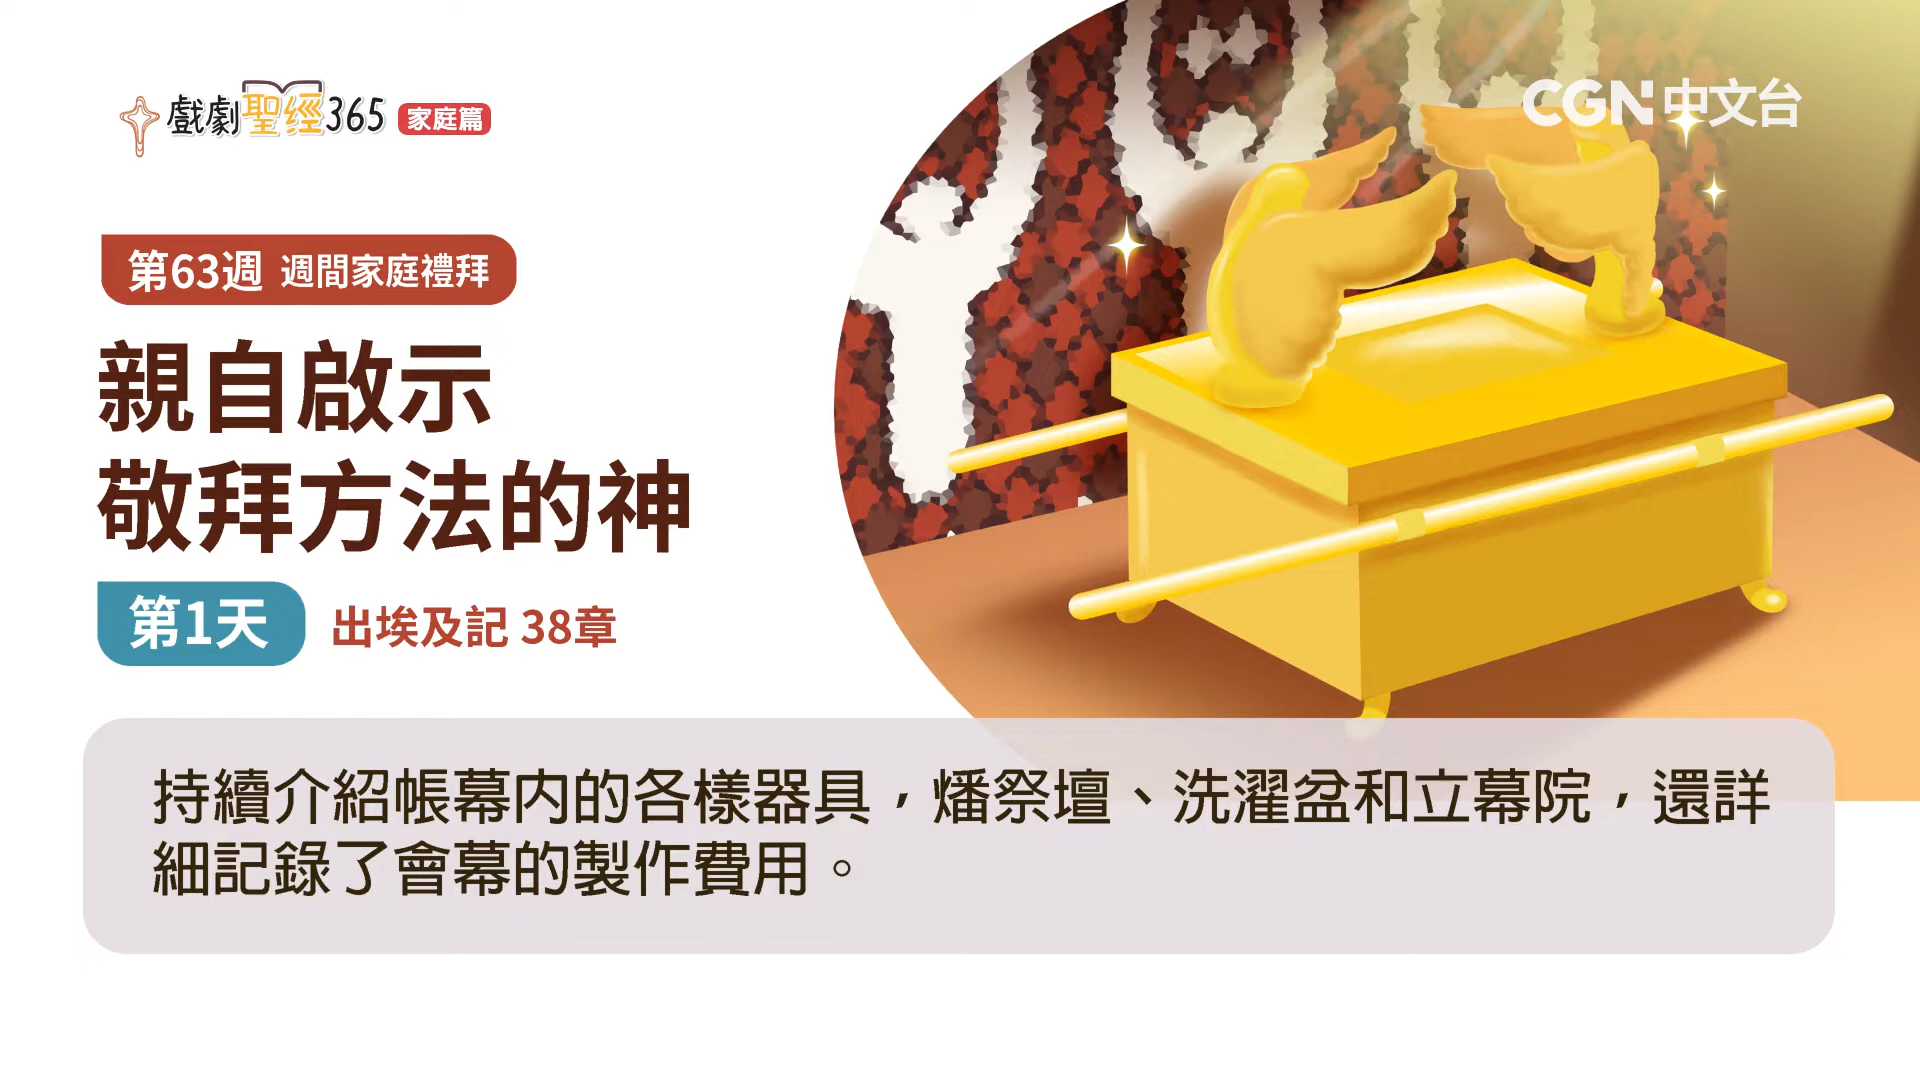 戲劇聖經365 家庭篇
CGN 中文台
第63週 週間家庭禮拜
親自啟示
敬拜方法的神
第1天 出埃及記 38章
持續介紹帳幕内的各樣器具，燔祭壇、洗濯盆和立幕院，還詳
細記錄了會幕的製作費用。